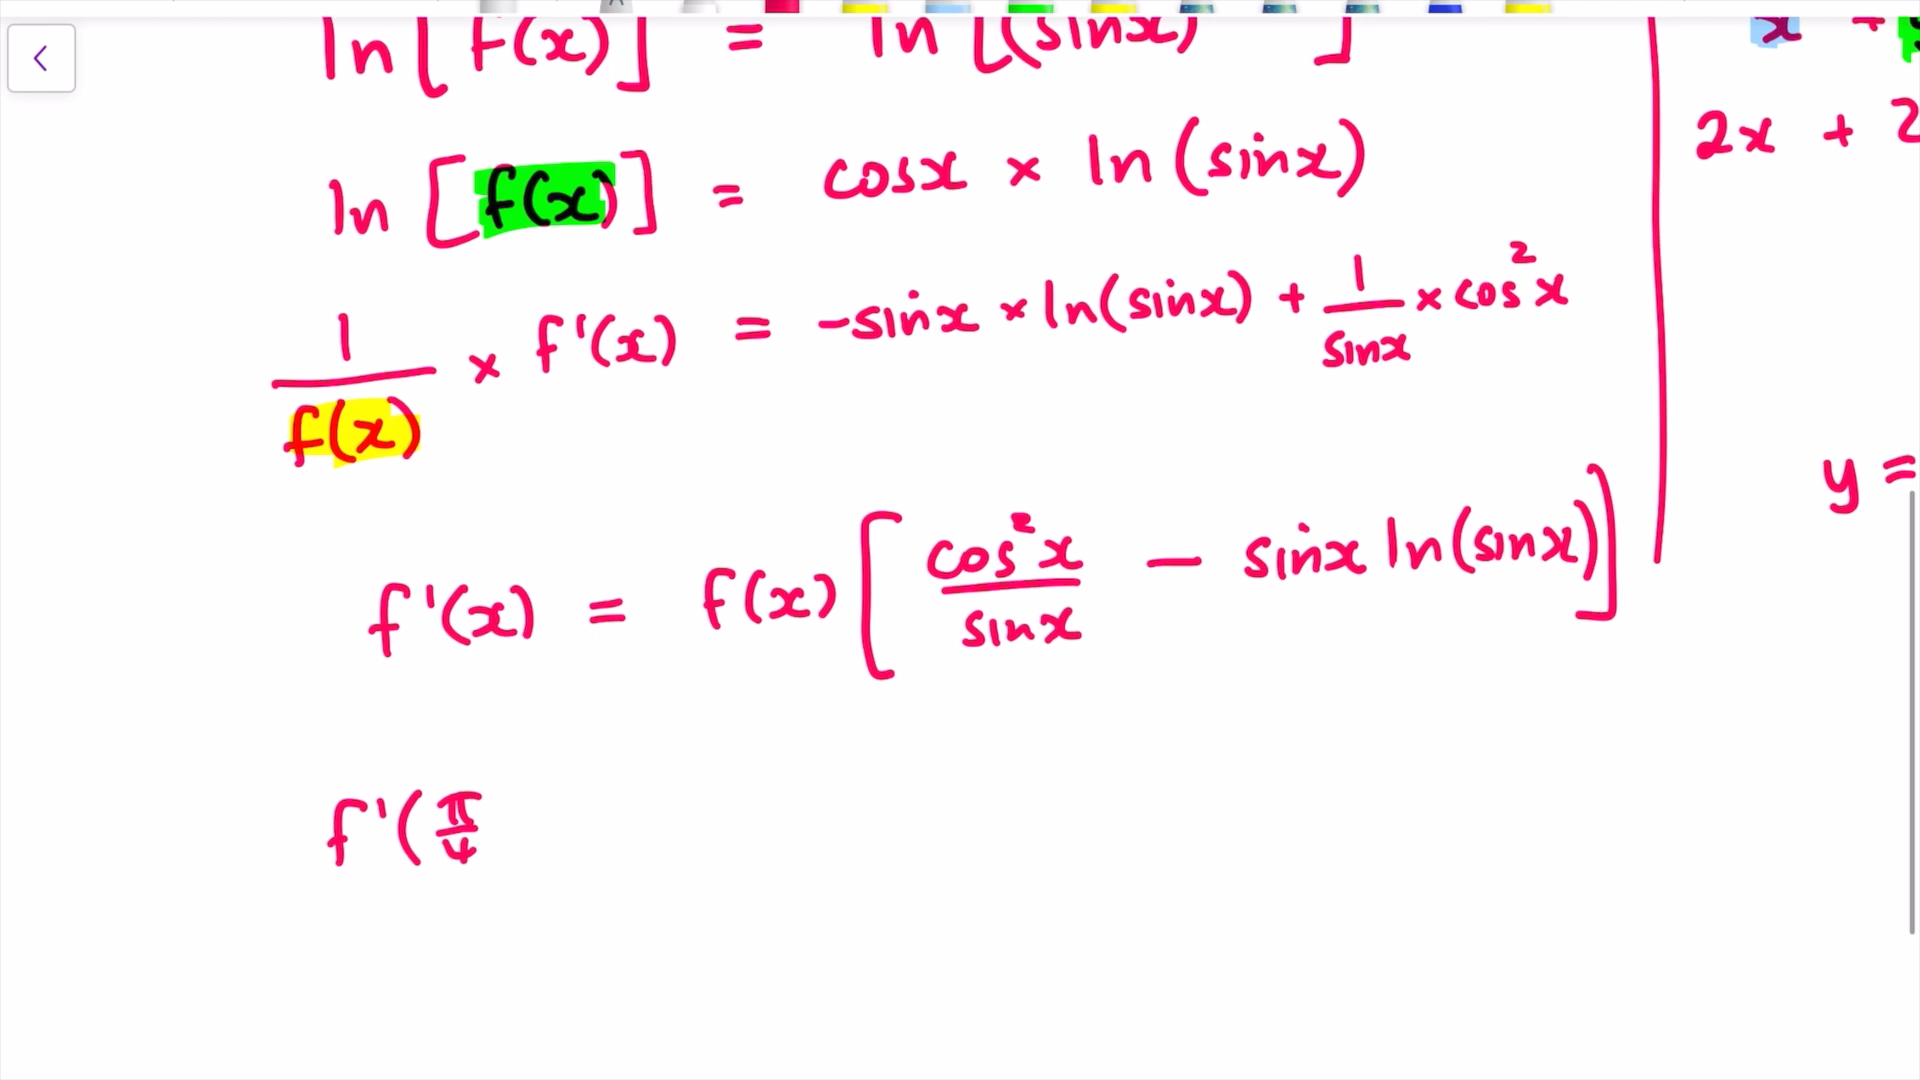 ln[f(x)] = ln[(sinx)]
x +
2x + 2
ln[f(x)] = cosx × ln(sinx)
1/f(x) × f'(x) = -sinx × ln(sinx) + 1/sinx × cos²x
y =
f'(x) = f(x)[cos²x/sinx - sinx ln(sinx)]
f'(π/4